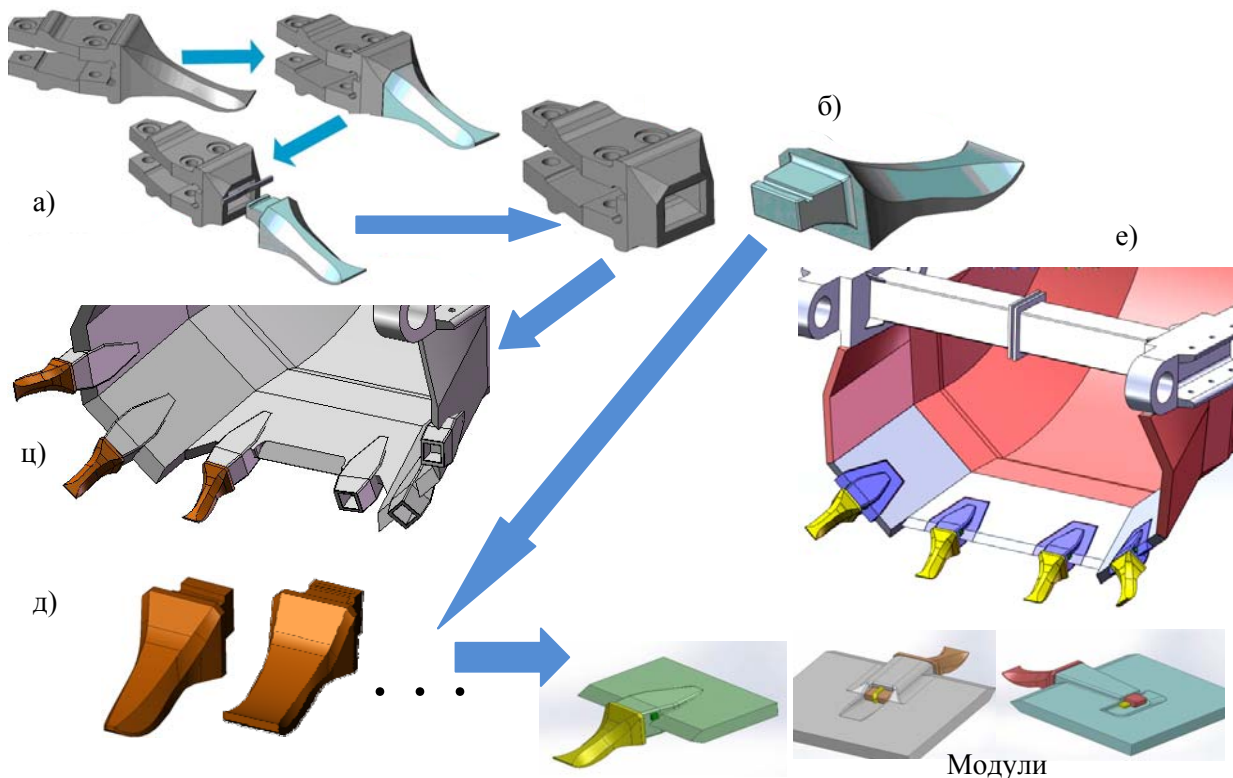 б)
а)
е)
ц)
д)
. . .
Модули